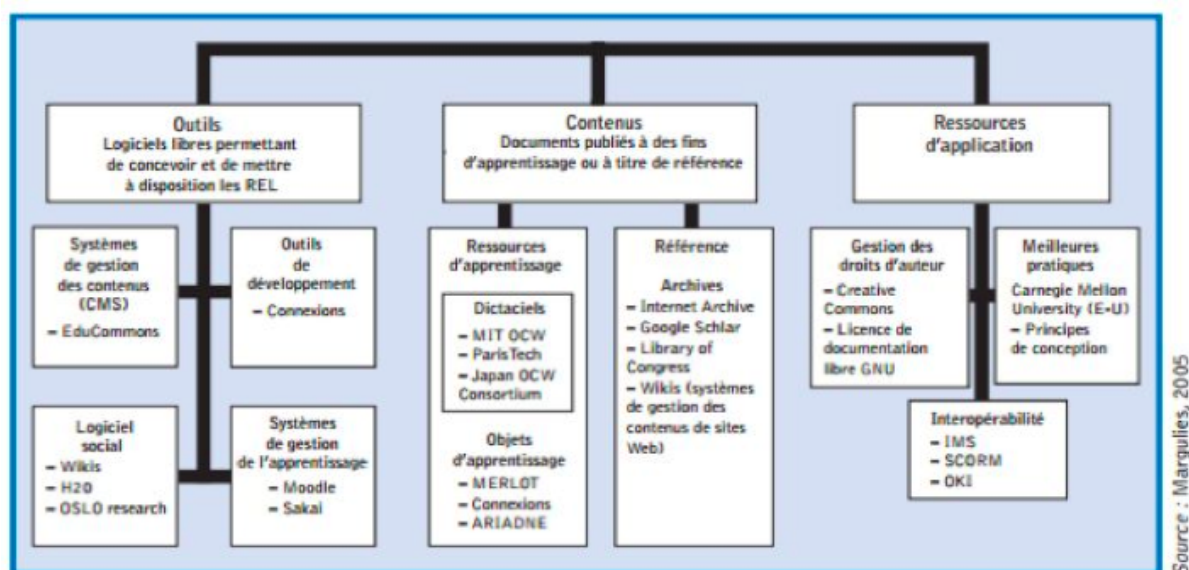 Outils
Logiciels libres permettant
de concevoir et de mettre
à disposition les REL
Systèmes
de gestion
des contenus
(CMS)
– EduCommons
Outils
de
développement
– Connexions
Logiciel
social
– Wikis
– H2O
– OSLO research
Systèmes
de gestion
de l'apprentissage
– Moodle
– Sakai
Contenus
Documents publiés à des fins
d'apprentissage ou à titre de référence
Ressources
d'apprentissage
Dictaciels
– MIT OCW
– ParisTech
– Japan OCW
Consortium
Objets
d'apprentissage
– MERLOT
– Connexions
– ARIADNE
Référence
Archives
– Internet Archive
– Google Schlar
– Library of
Congress
– Wikis (systèmes
de gestion des
contenus de sites
Web)
Ressources
d'application
Gestion des
droits d'auteur
– Creative
Commons
– Licence de
documentation
libre GNU
Meilleures
pratiques
Carnegie Mellon
University (E-U)
– Principes
de conception
Interopérabilité
– IMS
– SCORM
– OKI
Source : Margulies, 2005